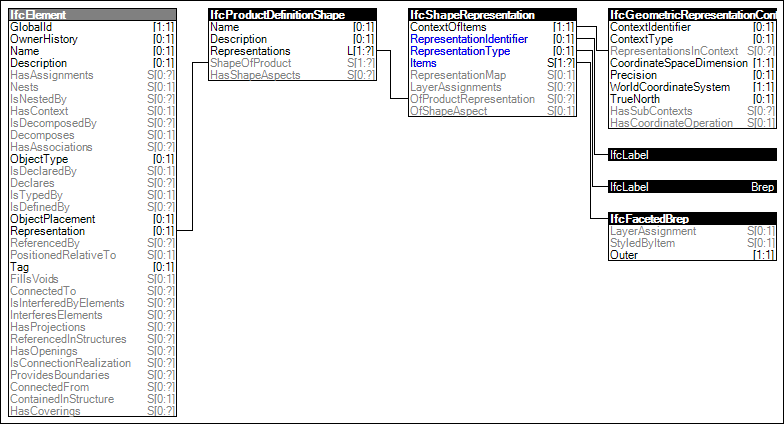 IfcElement
GlobalId [1:1]
OwnerHistory [0:1]
Name [0:1]
Description [0:1]
HasAssignments S[0:?]
Nests S[0:1]
IsNestedBy S[0:?]
HasContext S[0:1]
IsDecomposedBy S[0:?]
Decomposes S[0:1]
HasAssociations S[0:?]
ObjectType [0:1]
IsDeclaredBy S[0:1]
Declares S[0:?]
IsTypedBy S[0:1]
IsDefinedBy S[0:?]
ObjectPlacement [0:1]
Representation [0:1]
ReferencedBy S[0:?]
PositionedRelativeTo S[0:1]
Tag [0:1]
FillsVoids S[0:1]
ConnectedTo S[0:?]
IsInterferedByElements S[0:?]
InterferesElements S[0:?]
HasProjections S[0:?]
ReferencedInStructures S[0:?]
HasOpenings S[0:?]
IsConnectionRealization S[0:?]
ProvidesBoundaries S[0:?]
ConnectedFrom S[0:?]
ContainedInStructure S[0:1]
HasCoverings S[0:?]
IfcProductDefinitionShape
Name [0:1]
Description [0:1]
Representations L[1:?]
ShapeOfProduct S[1:?]
HasShapeAspects S[0:?]
IfcShapeRepresentation
ContextOfItems [1:1]
RepresentationIdentifier [0:1]
RepresentationType [0:1]
Items S[1:?]
RepresentationMap S[0:1]
LayerAssignments S[0:?]
OfProductRepresentation S[0:?]
OfShapeAspect S[0:1]
IfcGeometricRepresentationCon
ContextIdentifier [0:1]
ContextType [0:1]
RepresentationsInContext S[0:?]
CoordinateSpaceDimension [1:1]
Precision [0:1]
WorldCoordinateSystem [1:1]
TrueNorth [0:1]
HasSubContexts S[0:?]
HasCoordinateOperation S[0:1]
IfcLabel
IfcLabel Brep
IfcFacetedBrep
LayerAssignment S[0:?]
StyledByItem S[0:1]
Outer [1:1]